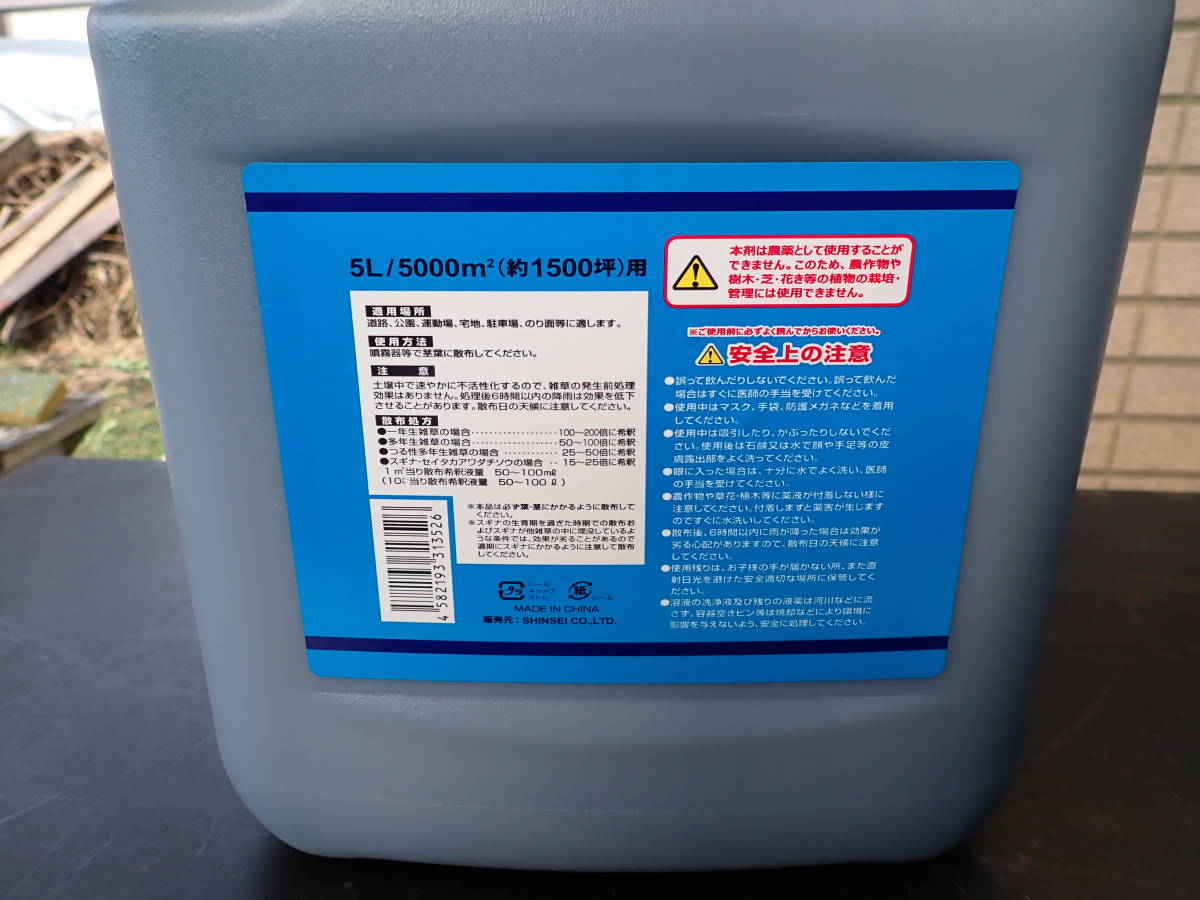 5L/5000m²(約1500坪)用
適用場所
道路、公園、運動場、宅地、駐車場、のり面等に適します。
使用方法
噴霧器等で茎葉に散布してください。
注　意
土壌中で速やかに不活性化するので、雑草の発生前処理
効果はありません。処理後6時間以内の降雨は効果を低下
させることがあります。散布日の天候に注意してください。
散布処方
●一年生雑草の場合‥‥‥‥‥‥‥100～200倍に希釈
●多年生雑草の場合‥‥‥‥‥‥‥50～100倍に希釈
●つる性多年生雑草の場合‥‥‥‥‥25～50倍に希釈
●スギナ・セイタカアワダチソウの場合‥15～25倍に希釈
1㎡当り散布希釈液量　50～100mℓ
(10㌃当り散布希釈液量　50～100ℓ)
※本品は必ず葉・茎にかかるように散布して
ください。
※スギナの生育期を過ぎた時期での散布お
よびスギナが他雑草の中に埋没しているよ
うな条件では、効果が劣ることがあるので
適期にスギナにかかるように注意して散布
してください。
4 582193 313526
プラ
シール
キャップ
ボトル
紙
シール
MADE IN CHINA
販売元：SHINSEI CO.,LTD.
本剤は農薬として使用することが
できません。このため、農作物や
樹木・芝・花き等の植物の栽培・
管理には使用できません。
※ご使用前に必ずよく読んでからお使いください。
安全上の注意
●誤って飲んだりしないでください。誤って飲んだ
場合はすぐに医師の手当を受けてください。
●使用中はマスク、手袋、防護メガネなどを着用
してください。
●使用中は吸引したり、かぶったりしないでくだ
さい。使用後は石鹸又は水で顔や手足等の皮
膚露出部をよく洗ってください。
●眼に入った場合は、十分に水でよく洗い、医師
の手当を受けてください。
●農作物や草花・植木等に薬液が付着しない様に
注意してください。付着しますと薬害が生じます
のですぐに水洗いしてください。
●散布後、6時間以内に雨が降った場合は効果が
劣る心配がありますので、散布日の天候に注意
してください。
●使用残りは、お子様の手が届かない所、また直
射日光を避けた安全適切な場所に保管してく
ださい。
●溶液の洗浄液及び残りの液薬は河川などに流
さず、容器空きビン等は焼却などにより環境に
影響を与えないよう、安全に処理してください。